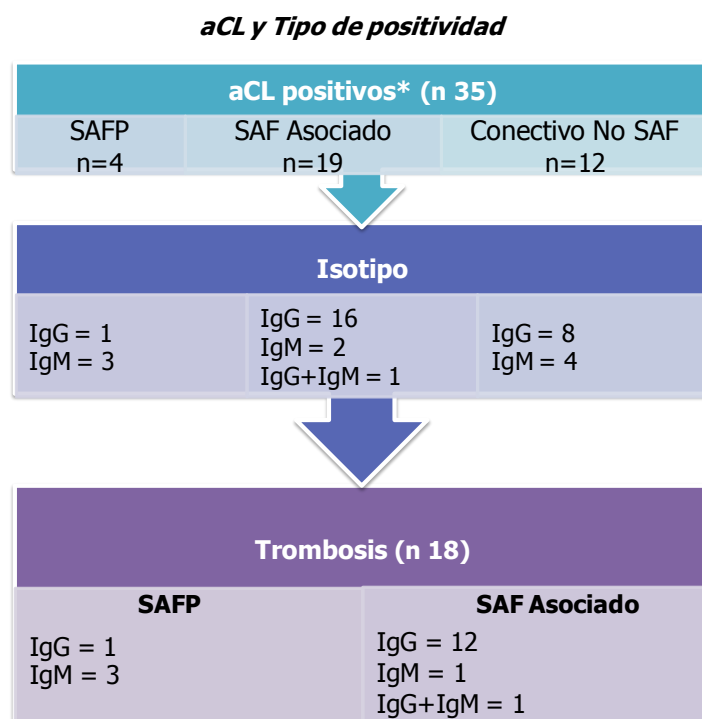 aCL y Tipo de positividad
aCL positivos* (n 35)
SAFP
n=4
SAF Asociado
n=19
Conectivo No SAF
n=12
Isotipo
IgG = 1
IgM = 3
IgG = 16
IgM = 2
IgG+IgM = 1
IgG = 8
IgM = 4
Trombosis (n 18)
SAFP
IgG = 1
IgM = 3
SAF Asociado
IgG = 12
IgM = 1
IgG+IgM = 1